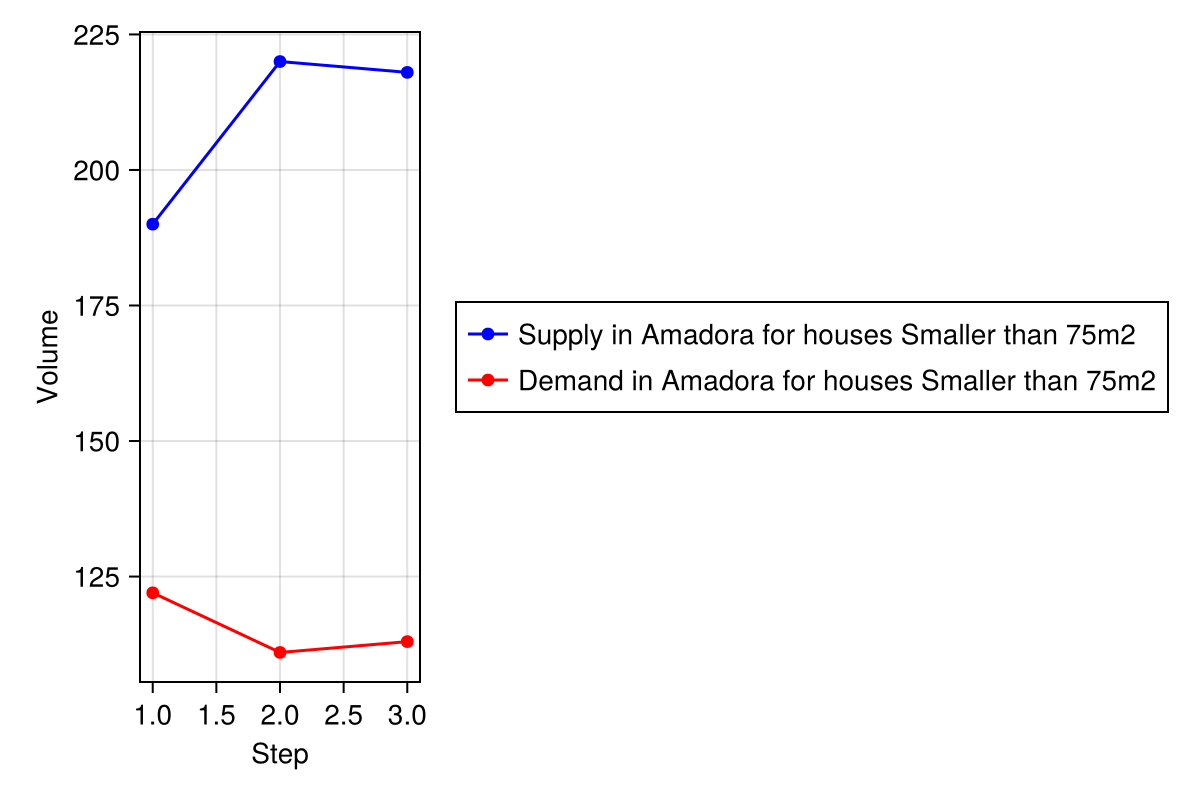 225
200
175
150
125
Volume
1.0 1.5 2.0 2.5 3.0
Step
Supply in Amadora for houses Smaller than 75m2
Demand in Amadora for houses Smaller than 75m2